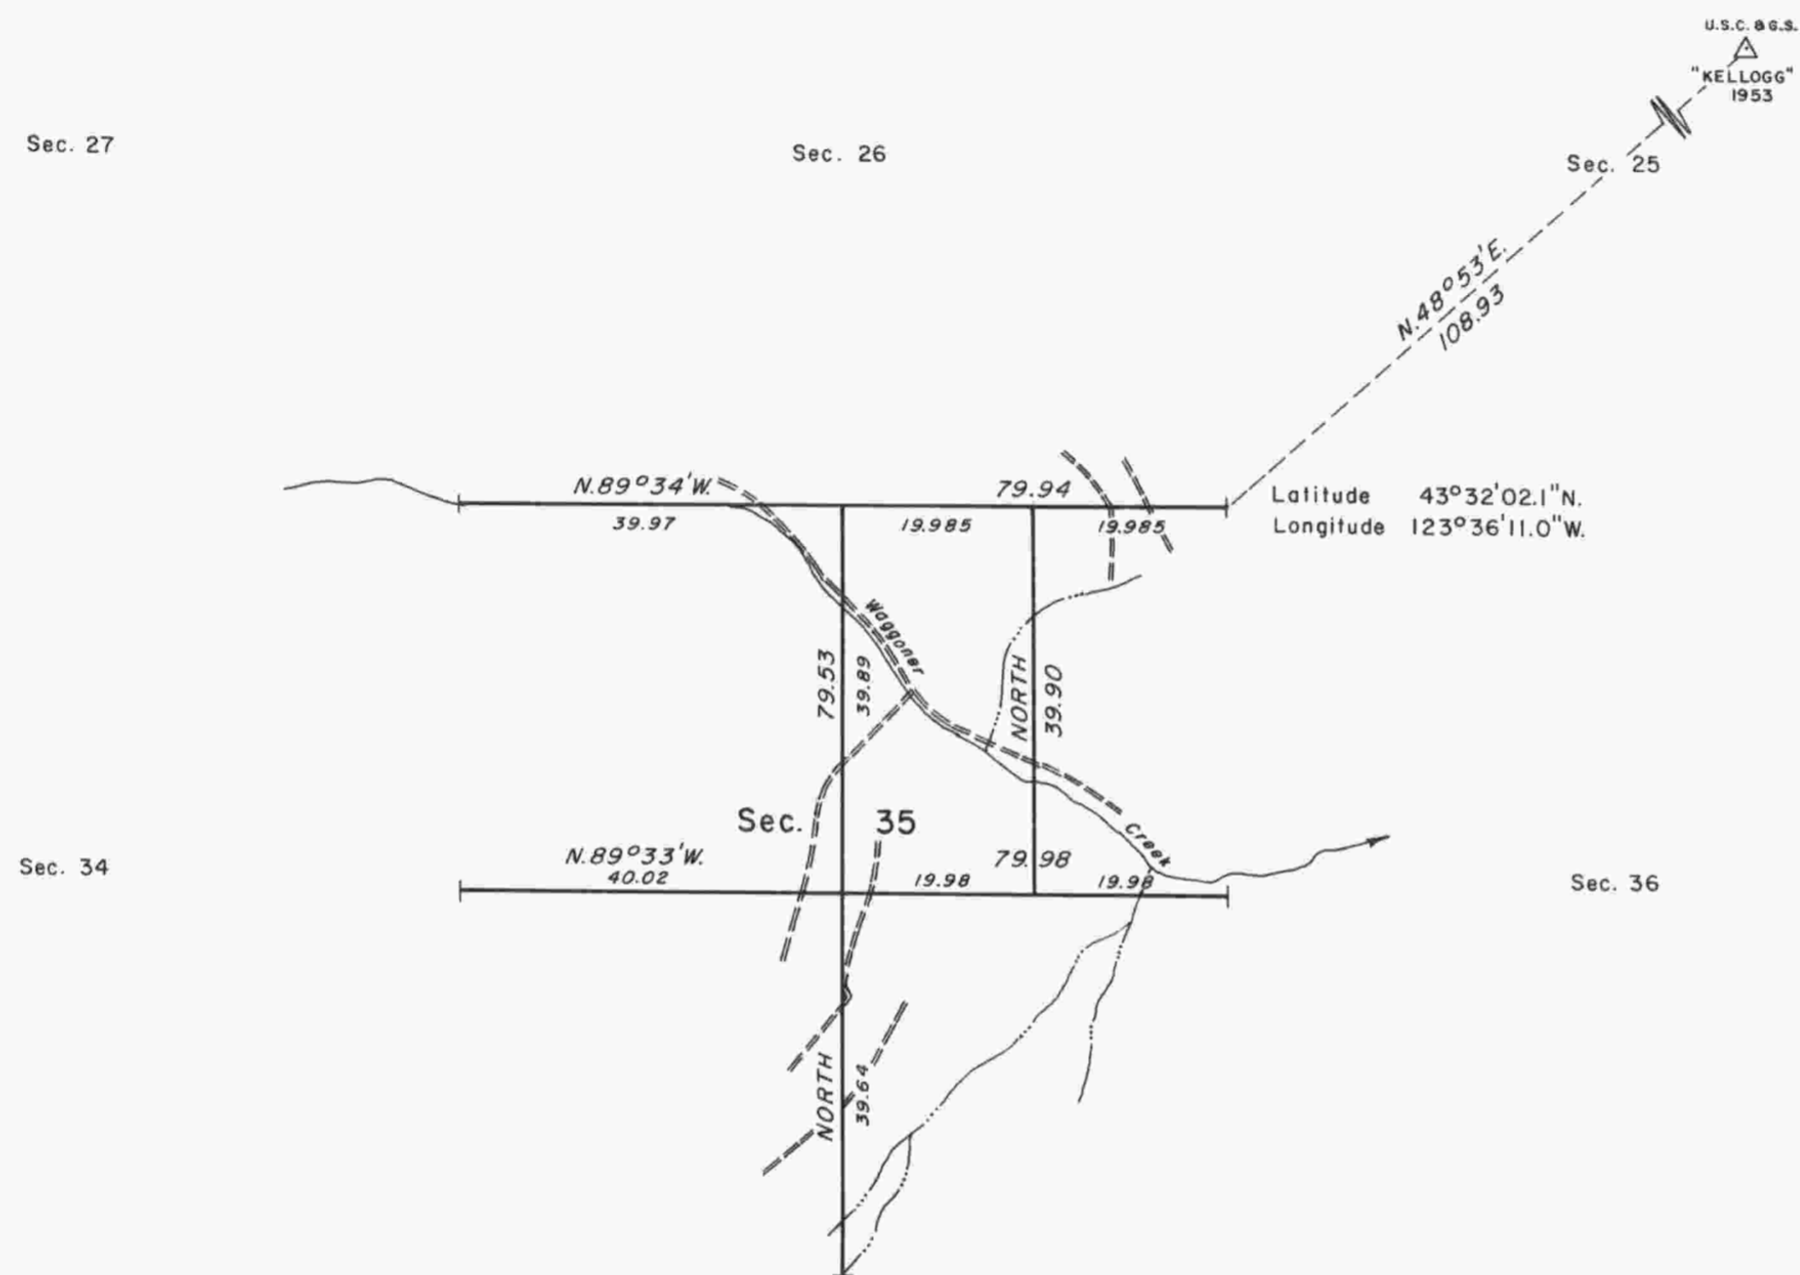 U.S.C. & G.S.
"KELLOGG"
1953
Sec. 27
Sec. 26
Sec. 25
N.48°53'E.
108.93
N.89°34'W.
79.94
39.97
19.985
19.985
Latitude 43°32'02.1"N.
Longitude 123°36'11.0"W.
Waggoner
79.53
39.89
NORTH
39.90
Sec. 35
Creek
N.89°33'W.
79.98
40.02
19.98
19.98
Sec. 34
Sec. 36
NORTH
39.64